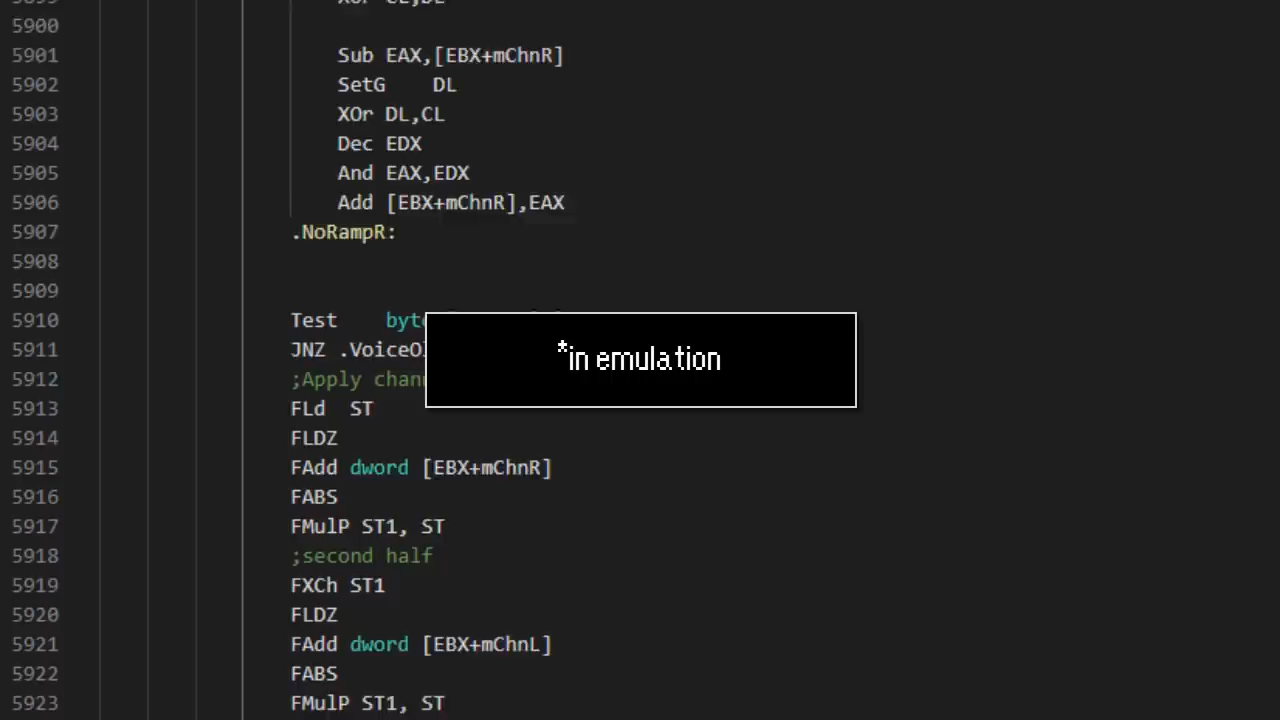 5900
5901 Sub EAX,[EBX+mChnR]
5902 SetG DL
5903 XOr DL,CL
5904 Dec EDX
5905 And EAX,EDX
5906 Add [EBX+mChnR],EAX
5907 .NoRampR:
5908
5909
5910 Test
5911 JNZ
*in emulation
5912 ;Apply
5913 FLd ST
5914 FLDZ
5915 FAdd dword [EBX+mChnR]
5916 FABS
5917 FMulP ST1, ST
5918 ;second half
5919 FXCh ST1
5920 FLDZ
5921 FAdd dword [EBX+mChnL]
5922 FABS
5923 FMulP ST1, ST